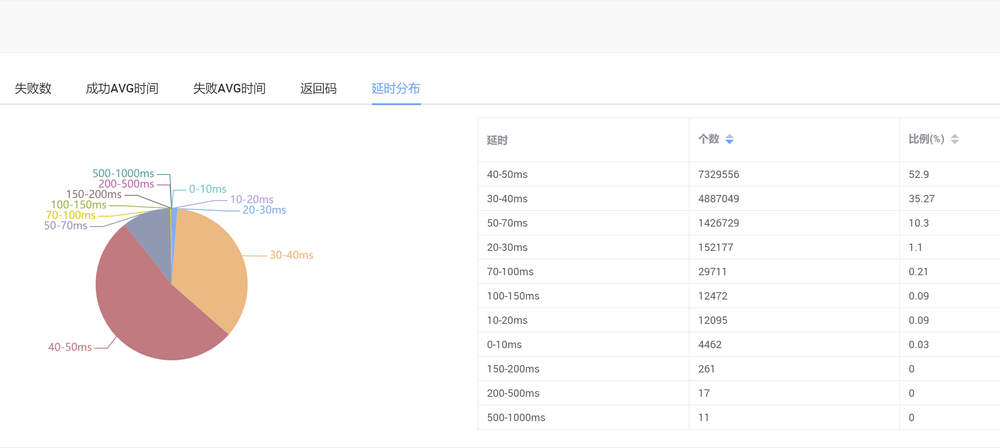 失败数 成功AVG时间 失败AVG时间 返回码 延时分布
500-1000ms
200-500ms
150-200ms
100-150ms
70-100ms
50-70ms
0-10ms
10-20ms
20-30ms
30-40ms
40-50ms
延时 个数 比例(%)
40-50ms 7329556 52.9
30-40ms 4887049 35.27
50-70ms 1426729 10.3
20-30ms 152177 1.1
70-100ms 29711 0.21
100-150ms 12472 0.09
10-20ms 12095 0.09
0-10ms 4462 0.03
150-200ms 261 0
200-500ms 17 0
500-1000ms 11 0